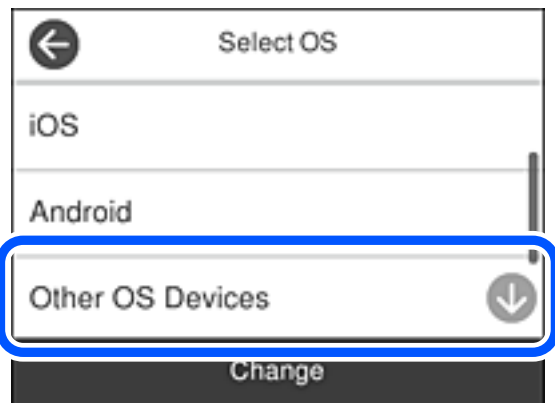 Select OS
iOS
Android
Other OS Devices
Change